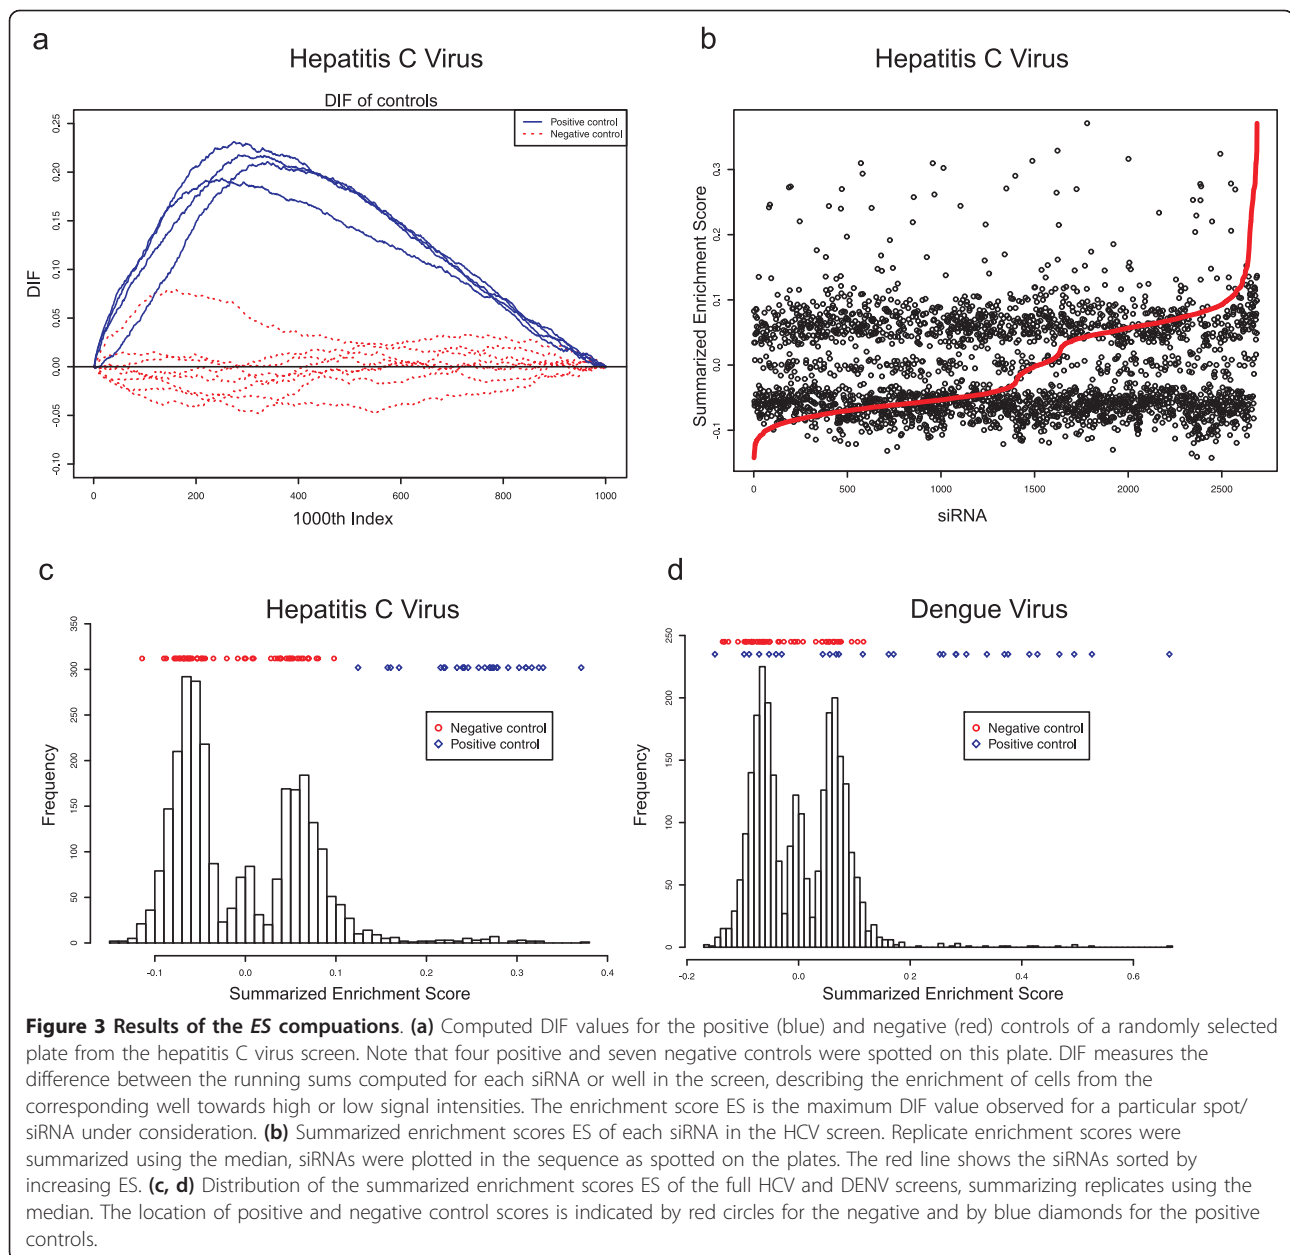 a
Hepatitis C Virus
DIF of controls
Positive control
Negative control
0.25
0.20
0.15
0.10
0.05
0.00
-0.05
-0.10
DIF
0 200 400 600 800 1000
1000th Index
b
Hepatitis C Virus
0.3
0.2
0.1
0.0
-0.1
Summarized Enrichment Score
0 500 1000 1500 2000 2500
siRNA
c
Hepatitis C Virus
350
300
250
200
150
100
50
0
Frequency
Negative control
Positive control
-0.1 0.0 0.1 0.2 0.3 0.4
Summarized Enrichment Score
d
Dengue Virus
250
200
150
100
50
0
Frequency
Negative control
Positive control
-0.2 0.0 0 2 0.4 0.6
Summarized Enrichment Score
Figure 3 Results of the ES compuations. (a) Computed DIF values for the positive (blue) and negative (red) controls of a randomly selected
plate from the hepatitis C virus screen. Note that four positive and seven negative controls were spotted on this plate. DIF measures the
difference between the running sums computed for each siRNA or well in the screen, describing the enrichment of cells from the
corresponding well towards high or low signal intensities. The enrichment score ES is the maximum DIF value observed for a particular spot/
siRNA under consideration. (b) Summarized enrichment scores ES of each siRNA in the HCV screen. Replicate enrichment scores were
summarized using the median, siRNAs were plotted in the sequence as spotted on the plates. The red line shows the siRNAs sorted by
increasing ES. (c, d) Distribution of the summarized enrichment scores ES of the full HCV and DENV screens, summarizing replicates using the
median. The location of positive and negative control scores is indicated by red circles for the negative and by blue diamonds for the positive
controls.